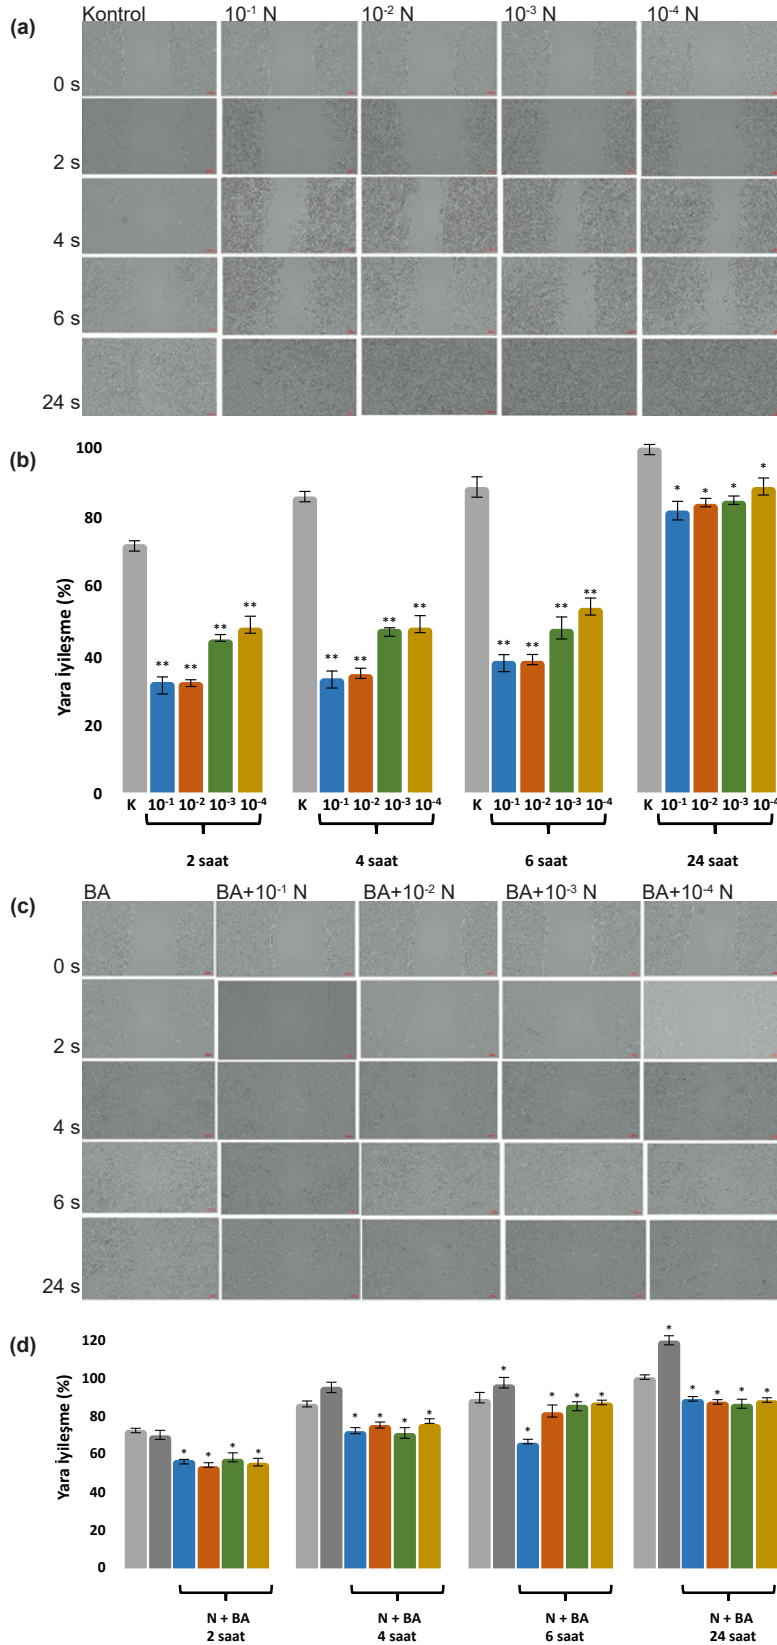 (a)
Kontrol 10⁻¹ N 10⁻² N 10⁻³ N 10⁻⁴ N
0 s
2 s
4 s
6 s
24 s
(b)
Yara İyileşme (%)
100
80
60
40
20
0
** ** ** **
** ** ** **
** ** ** **
* * * *
K 10⁻¹ 10⁻² 10⁻³ 10⁻⁴ K 10⁻¹ 10⁻² 10⁻³ 10⁻⁴ K 10⁻¹ 10⁻² 10⁻³ 10⁻⁴ K 10⁻¹ 10⁻² 10⁻³ 10⁻⁴
2 saat 4 saat 6 saat 24 saat
(c)
BA BA+10⁻¹ N BA+10⁻² N BA+10⁻³ N BA+10⁻⁴ N
0 s
2 s
4 s
6 s
24 s
(d)
Yara İyileşme (%)
120
100
80
60
40
20
0
* * * *
* * * *
* * * * *
* * * * *
N + BA N + BA N + BA N + BA
2 saat 4 saat 6 saat 24 saat